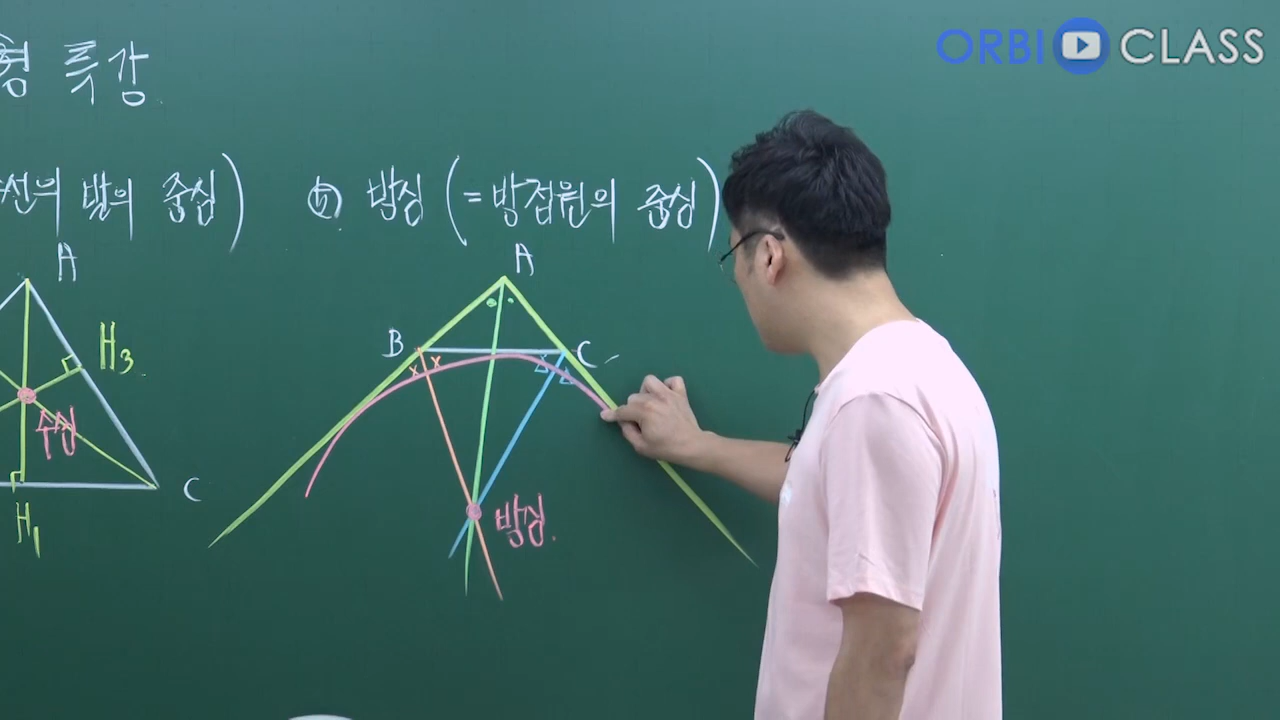 ORBI CLASS
형 특강
선의 발의 중심)
⑤ 방심 (=방접원의 중심)
A
H₃
수심
C
H₁
A
B
C
방심